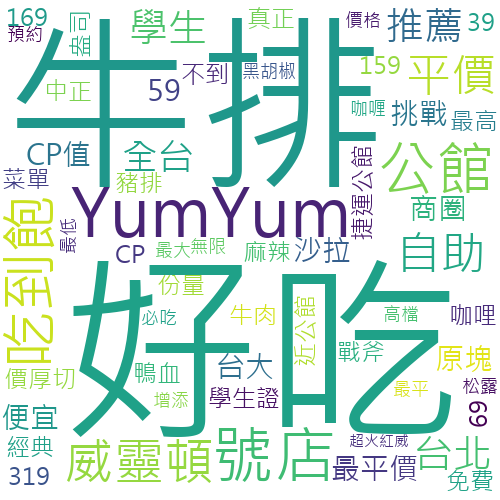 169
盎司
學生
真正
價格
推薦
39
預約
牛排
不到
黑胡椒
中正
59
159
平價
咖喱
挑戰
最高
CP值
全台
公館
菜單
豬排
捷運公館
吃到飽
YumYum
商圈
最低
CP
最大
無限
麻辣
沙拉
自助
份量
牛肉
近公館
高檔
咖哩
必吃
好吃
戰斧
原塊
鴨血
台大
價厚切
學生證
最平
松露
便宜
增添
69
經典
威靈頓
號店
超火紅威
台北
319
最平價
免費